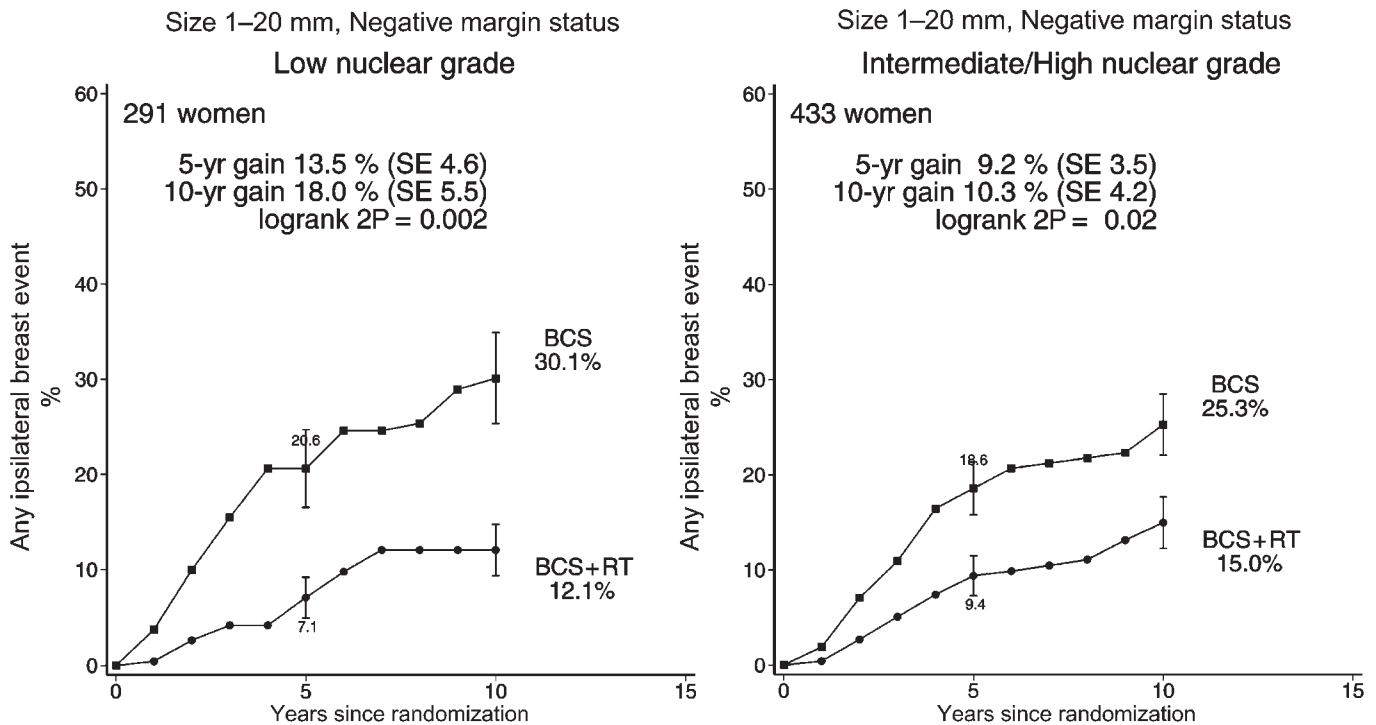 Size 1–20 mm, Negative margin status
Low nuclear grade
60
291 women
5-yr gain 13.5 % (SE 4.6)
10-yr gain 18.0 % (SE 5.5)
logrank 2P = 0.002
50
40
30
20
10
0
Any ipsilateral breast event
%
BCS
30.1%
20.6
BCS+RT
12.1%
7.1
0 5 10 15
Years since randomization
Size 1–20 mm, Negative margin status
Intermediate/High nuclear grade
60
433 women
5-yr gain 9.2 % (SE 3.5)
10-yr gain 10.3 % (SE 4.2)
logrank 2P = 0.02
50
40
30
20
10
0
Any ipsilateral breast event
%
BCS
25.3%
18.6
BCS+RT
15.0%
9.4
0 5 10 15
Years since randomization